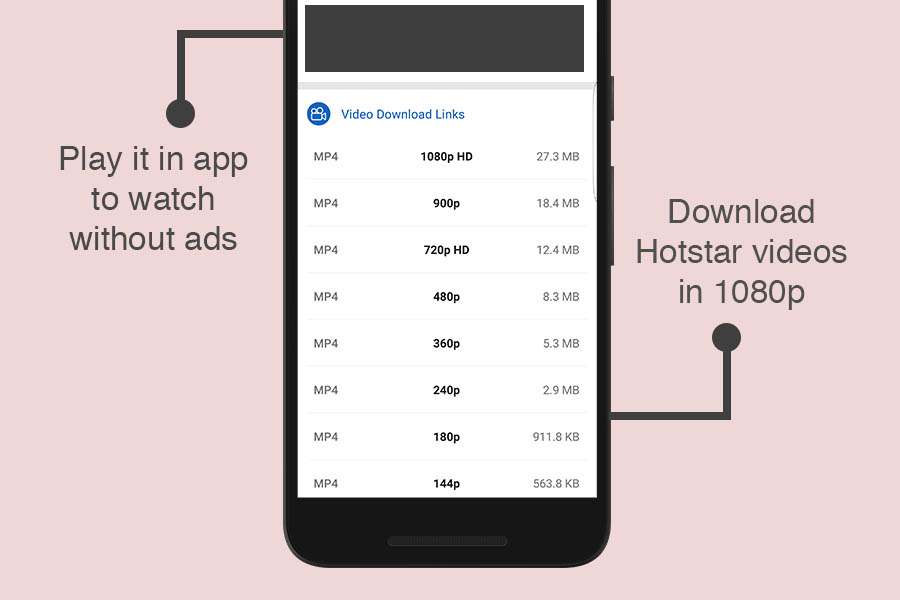 Play it in app
to watch
without ads
Video Download Links
MP4 1080p HD 27.3 MB
MP4 900p 18.4 MB
MP4 720p HD 12.4 MB
MP4 480p 8.3 MB
MP4 360p 5.3 MB
MP4 240p 2.9 MB
MP4 180p 911.8 KB
MP4 144p 563.8 KB
Download
Hotstar videos
in 1080p